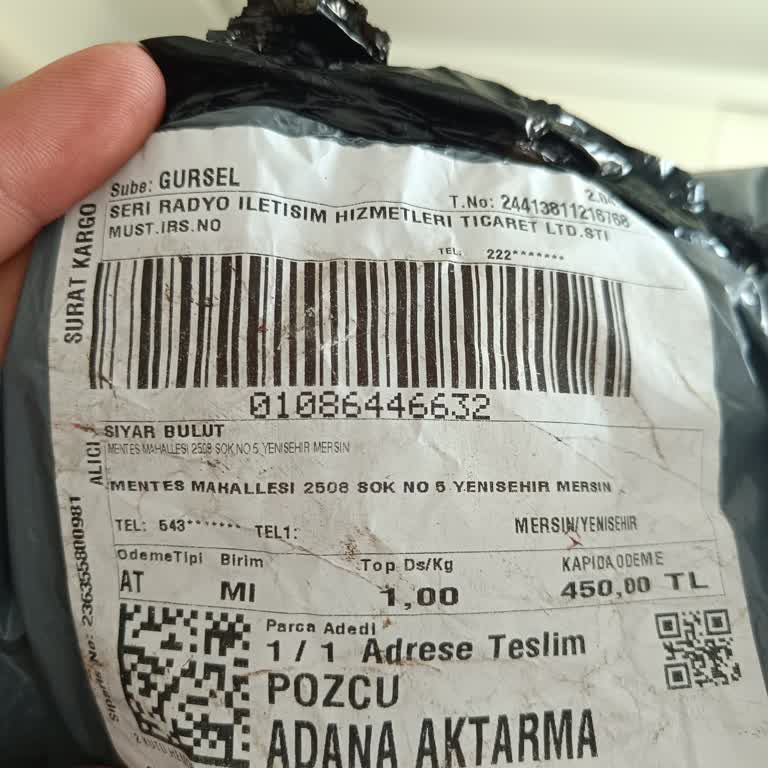 Sube: GURSEL
T.No: 24413811216768
SERI RADYO ILETISIM HIZMETLERI TICARET LTD.STI
MUST.IRS.NO
TEL: 222*******
SURAT KARGO
01086446632
ALICI
SIYAR BULUT
MENTES MAHALLESI 2508 SOK NO 5 YENISEHIR MERSIN
MENTES MAHALLESI 2508 SOK NO 5 YENISEHIR MERSIN
TEL: 543******* TEL1:
MERSIN/YENISEHIR
OdemeTipi Birim Top Ds/Kg KAPIDA ODEME
AT MI 1,00 450,00 TL
Siparis No: 236355800981
Parca Adedi
1 / 1 Adrese Teslim
POZCU
ADANA AKTARMA